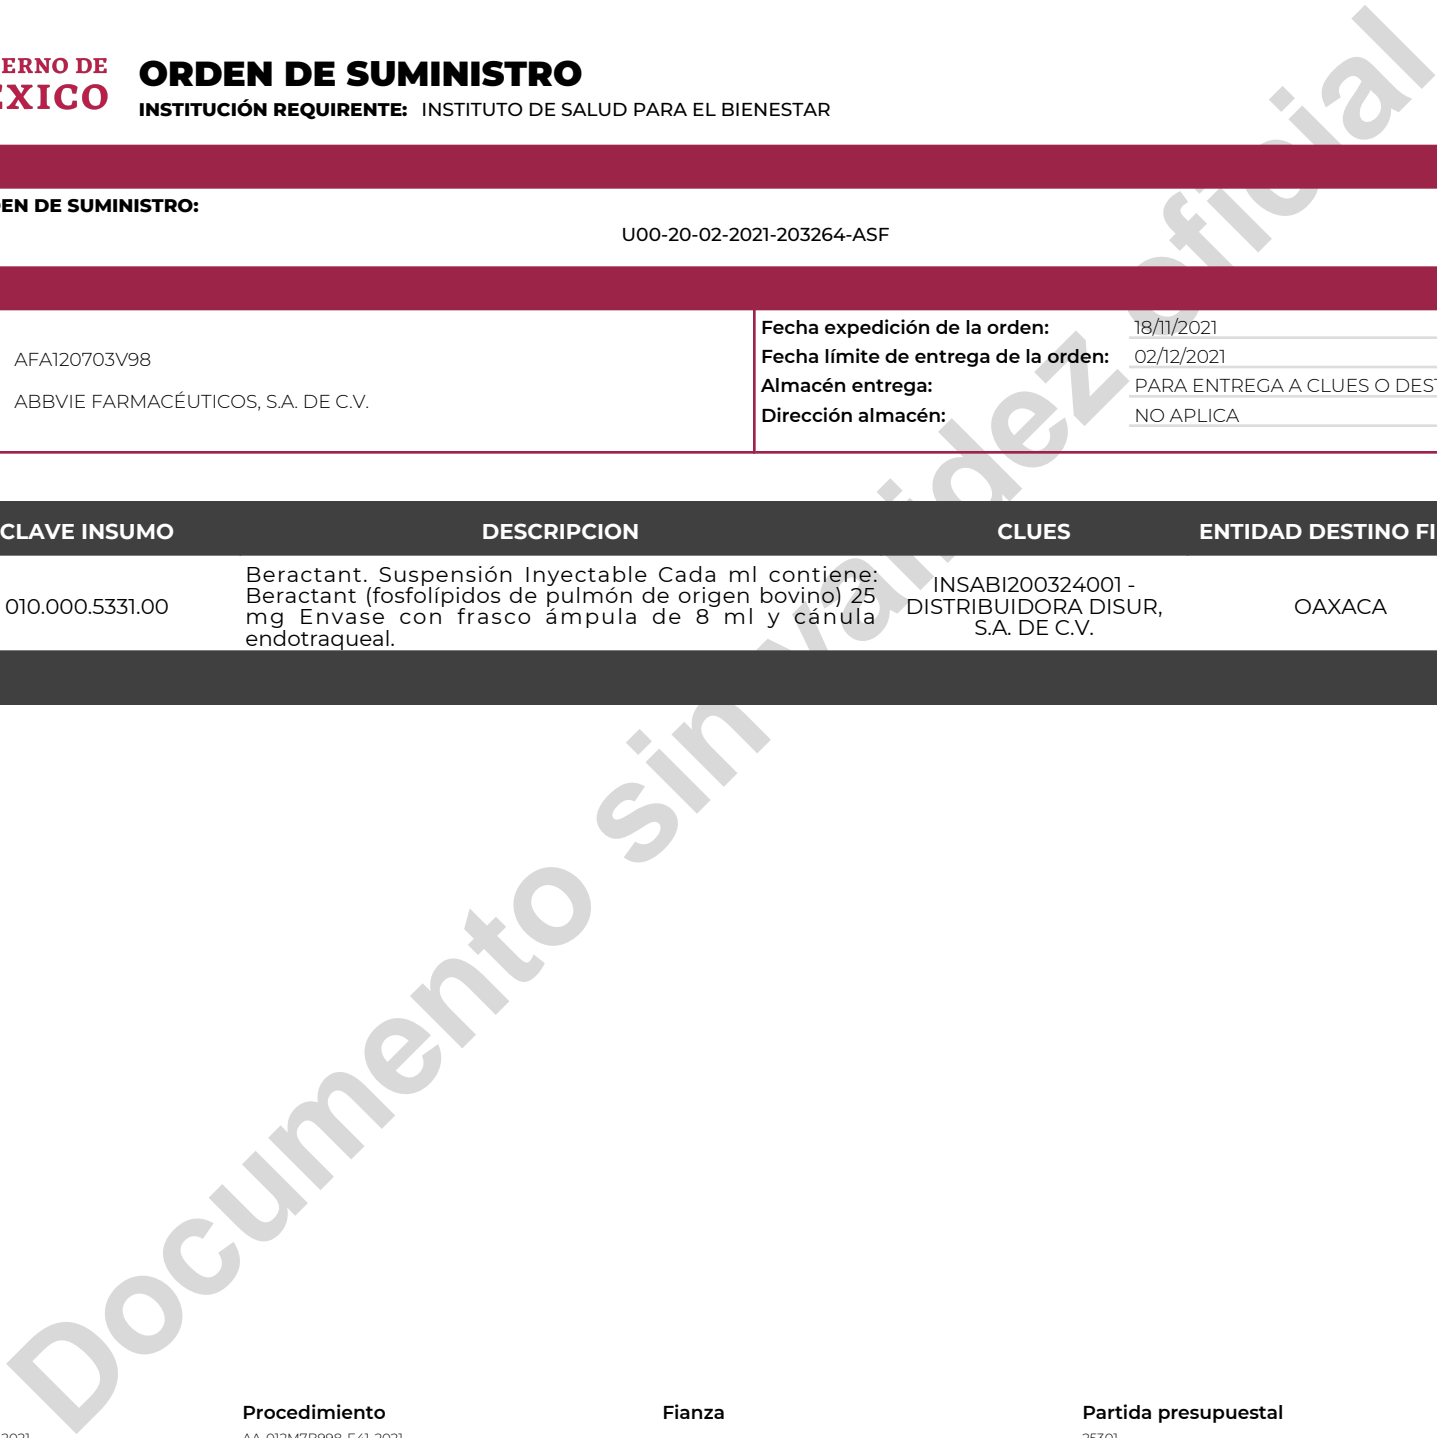 ERNO DE
EXICO
ORDEN DE SUMINISTRO
INSTITUCIÓN REQUIRENTE: INSTITUTO DE SALUD PARA EL BIENESTAR
EN DE SUMINISTRO:
U00-20-02-2021-203264-ASF
AFA120703V98
ABBVIE FARMACÉUTICOS, S.A. DE C.V.
Fecha expedición de la orden: 18/11/2021
Fecha límite de entrega de la orden: 02/12/2021
Almacén entrega: PARA ENTREGA A CLUES O DEST
Dirección almacén: NO APLICA
CLAVE INSUMO DESCRIPCION CLUES ENTIDAD DESTINO FI
010.000.5331.00
Beractant. Suspensión Inyectable Cada ml contiene:
Beractant (fosfolípidos de pulmón de origen bovino) 25
mg Envase con frasco ámpula de 8 ml y cánula
endotraqueal.
INSABI200324001 -
DISTRIBUIDORA DISUR,
S.A. DE C.V.
OAXACA
Documento sin validez oficial
Procedimiento Fianza Partida presupuestal